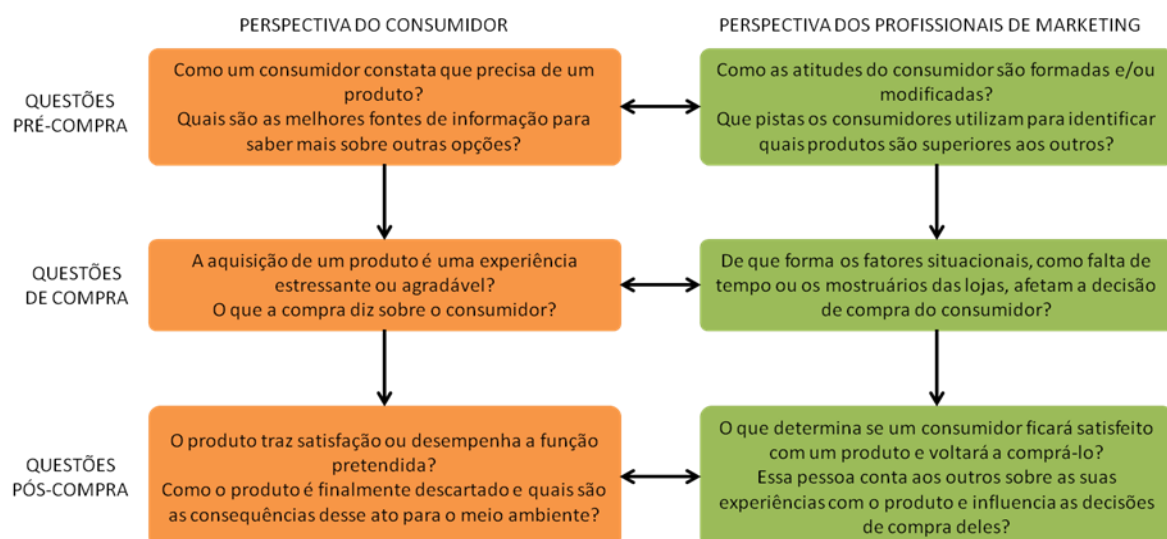 PERSPECTIVA DO CONSUMIDOR
PERSPECTIVA DOS PROFISSIONAIS DE MARKETING
QUESTÕES
PRÉ-COMPRA
Como um consumidor constata que precisa de um
produto?
Quais são as melhores fontes de informação para
saber mais sobre outras opções?
Como as atitudes do consumidor são formadas e/ou
modificadas?
Que pistas os consumidores utilizam para identificar
quais produtos são superiores aos outros?
QUESTÕES
DE COMPRA
A aquisição de um produto é uma experiência
estressante ou agradável?
O que a compra diz sobre o consumidor?
De que forma os fatores situacionais, como falta de
tempo ou os mostruários das lojas, afetam a decisão
de compra do consumidor?
QUESTÕES
PÓS-COMPRA
O produto traz satisfação ou desempenha a função
pretendida?
Como o produto é finalmente descartado e quais são
as consequências desse ato para o meio ambiente?
O que determina se um consumidor ficará satisfeito
com um produto e voltará a comprá-lo?
Essa pessoa conta aos outros sobre as suas
experiências com o produto e influencia as decisões
de compra deles?